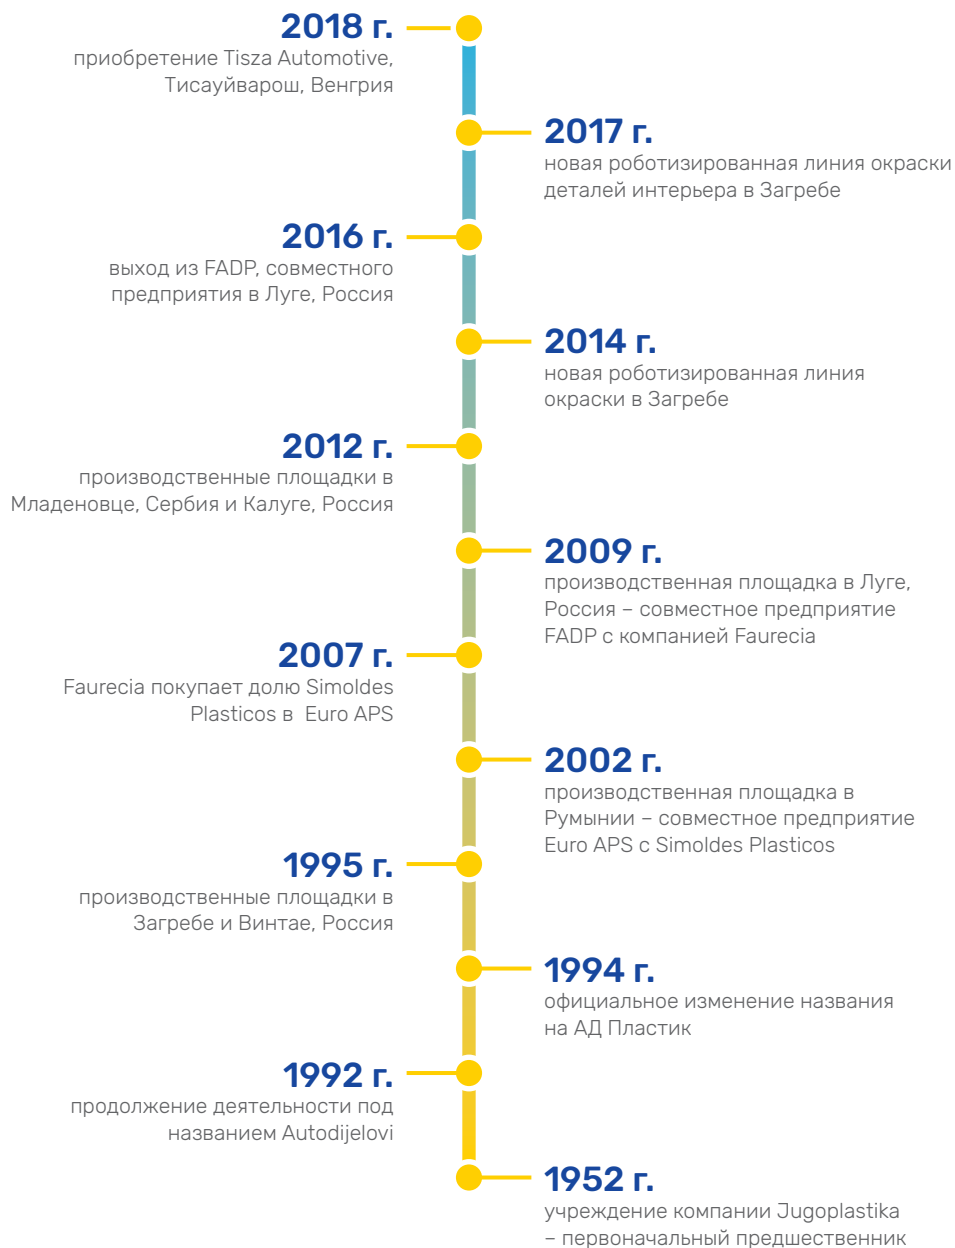 2018 г.
приобретение Tisza Automotive,
Тисауйварош, Венгрия
2017 г.
новая роботизированная линия окраски
деталей интерьера в Загребе
2016 г.
выход из FADP, совместного
предприятия в Луге, Россия
2014 г.
новая роботизированная линия
окраски в Загребе
2012 г.
производственные площадки в
Младеновце, Сербия и Калуге, Россия
2009 г.
производственная площадка в Луге,
Россия – совместное предприятие
FADP с компанией Faurecia
2007 г.
Faurecia покупает долю Simoldes
Plasticos в Euro APS
2002 г.
производственная площадка в
Румынии – совместное предприятие
Euro APS с Simoldes Plasticos
1995 г.
производственные площадки в
Загребе и Винтае, Россия
1994 г.
официальное изменение названия
на АД Пластик
1992 г.
продолжение деятельности под
названием Autodijelovi
1952 г.
учреждение компании Jugoplastika
– первоначальный предшественник